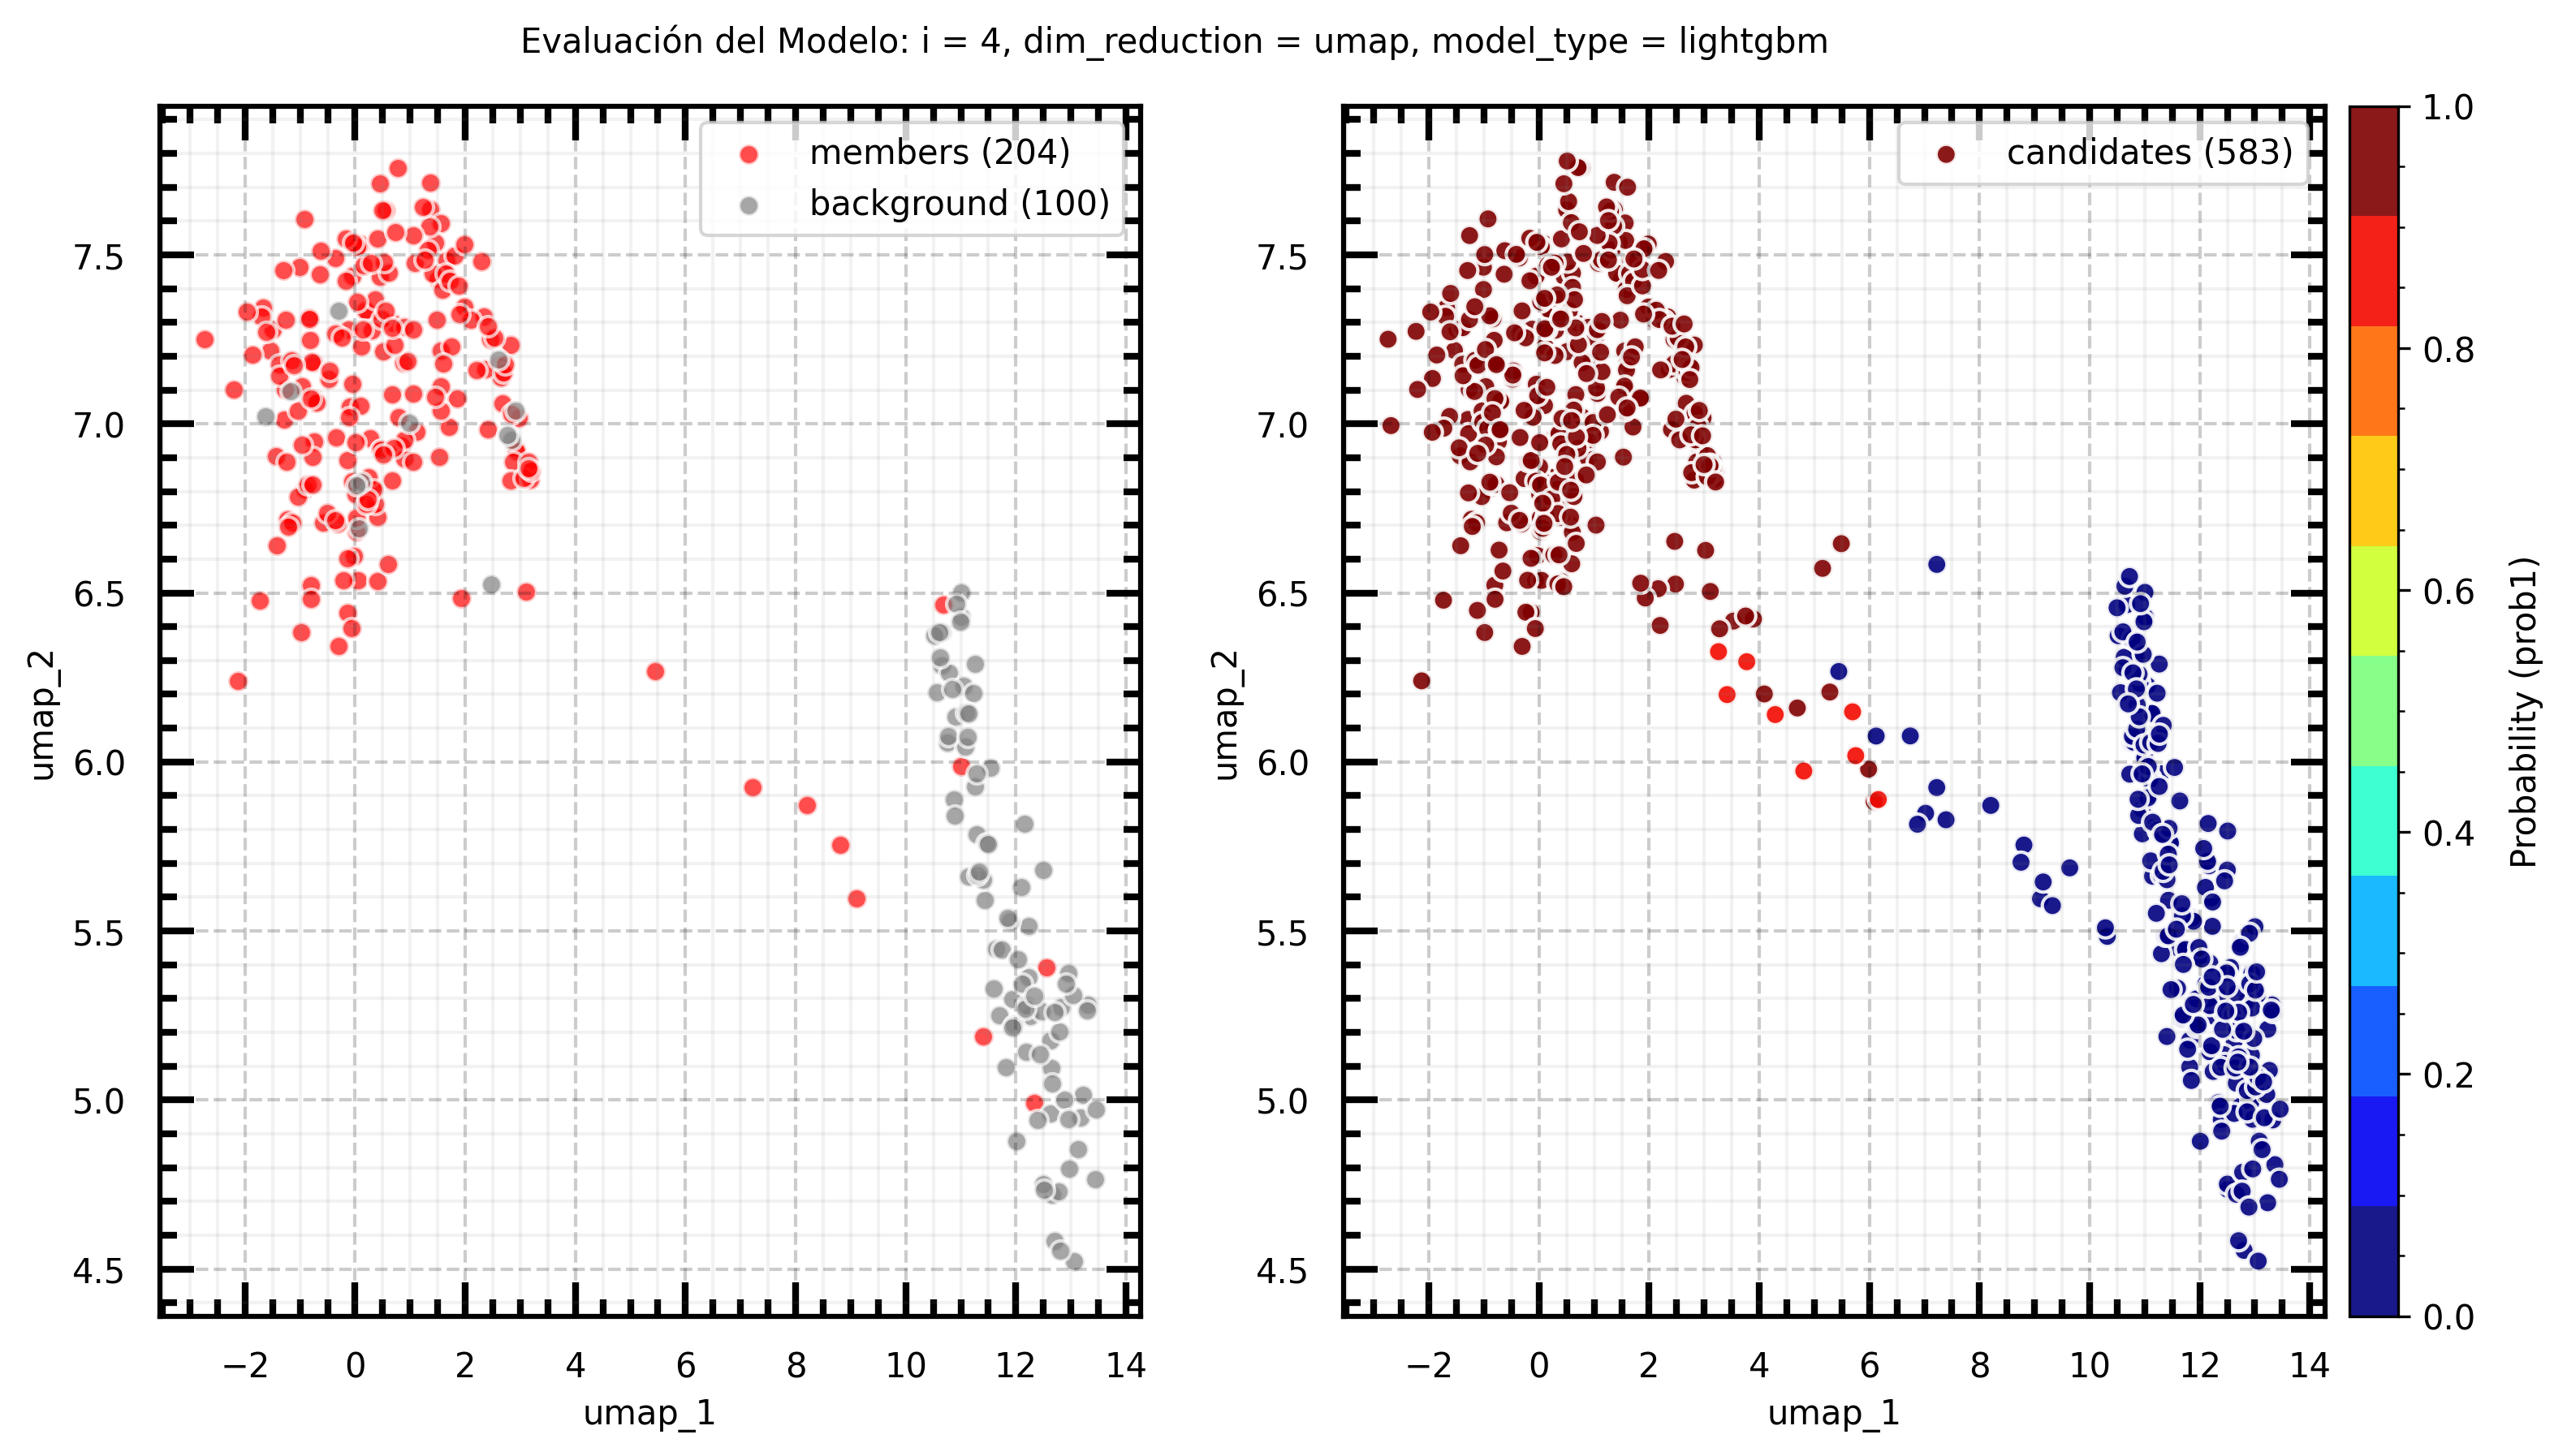 Evaluación del Modelo: i = 4, dim_reduction = umap, model_type = lightgbm
members (204)
background (100)
7.5
7.0
6.5
6.0
5.5
5.0
4.5
umap_2
−2 0 2 4 6 8 10 12 14
umap_1
candidates (583)
7.5
7.0
6.5
6.0
5.5
5.0
4.5
umap_2
−2 0 2 4 6 8 10 12 14
umap_1
1.0
0.8
0.6
0.4
0.2
0.0
Probability (prob1)